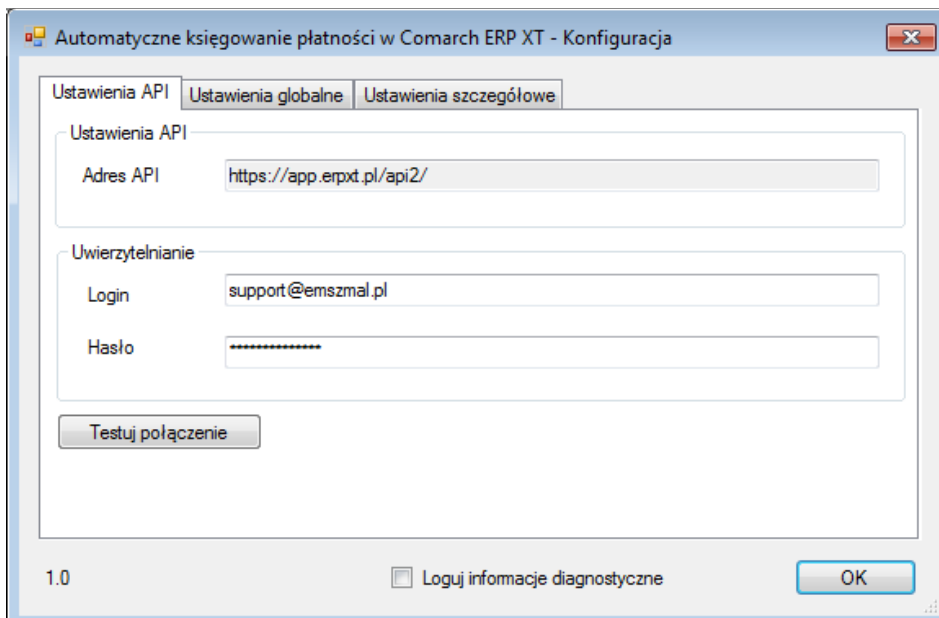 Automatyczne księgowanie płatności w Comarch ERP XT - Konfiguracja
Ustawienia API Ustawienia globalne Ustawienia szczegółowe
Ustawienia API
Adres API https://app.erpxt.pl/api2/
Uwierzytelnianie
Login support@emszmal.pl
Hasło **************
Testuj połączenie
1.0 Loguj informacje diagnostyczne OK